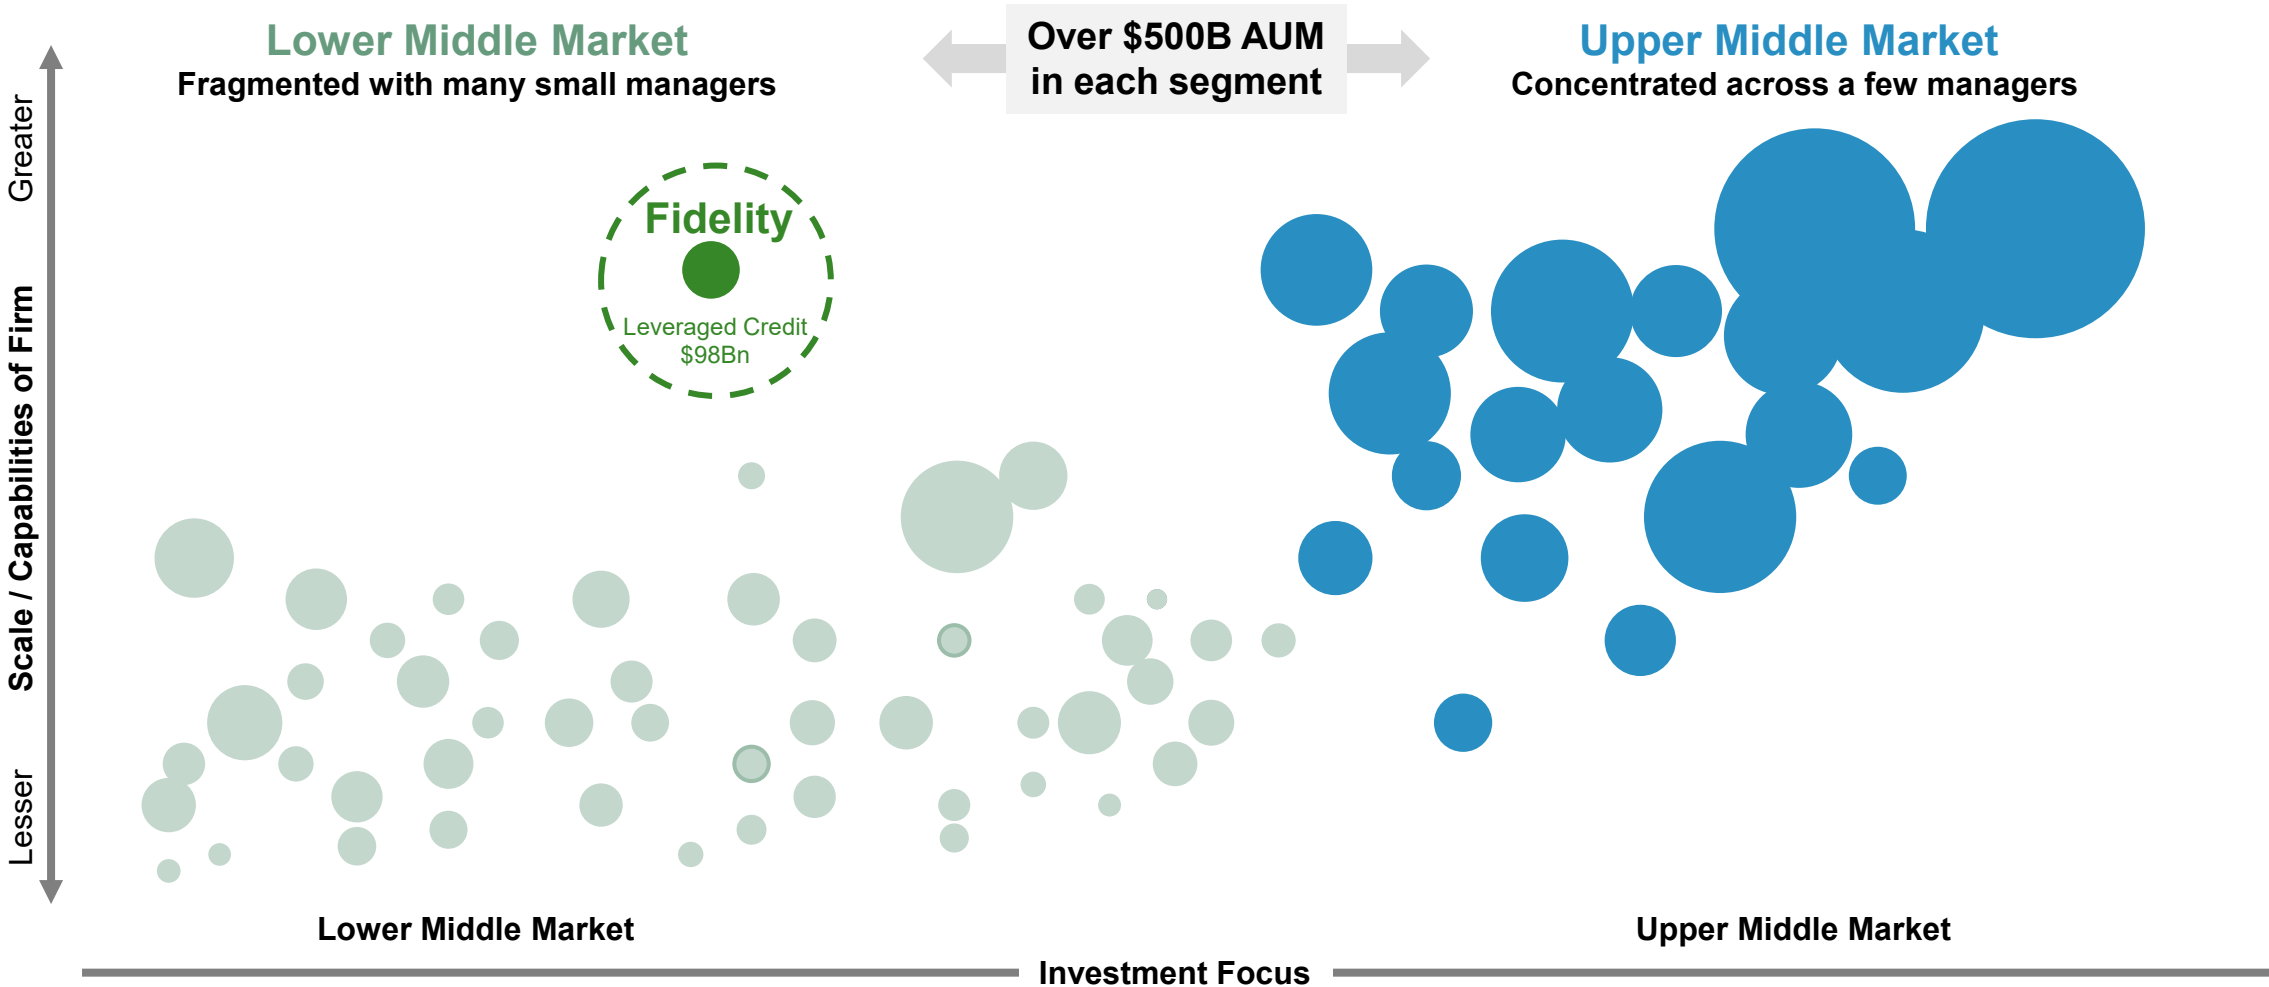 Lower Middle Market
Fragmented with many small managers
Over $500B AUM
in each segment
Upper Middle Market
Concentrated across a few managers
Greater
Scale / Capabilities of Firm
Lesser
Fidelity
Leveraged Credit
$98Bn
Lower Middle Market
Upper Middle Market
Investment Focus